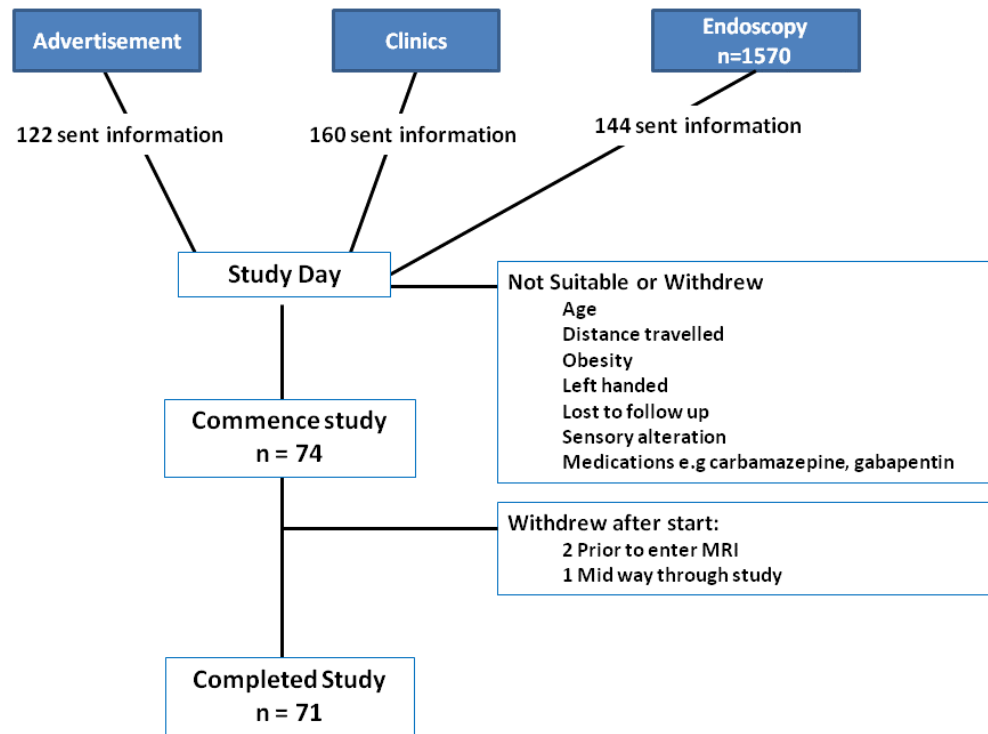 Advertisement
Clinics
Endoscopy
n=1570
122 sent information
160 sent information
144 sent information
Study Day
Not Suitable or Withdrew
Age
Distance travelled
Obesity
Left handed
Lost to follow up
Sensory alteration
Medications e.g carbamazepine, gabapentin
Commence study
n = 74
Withdrew after start:
2 Prior to enter MRI
1 Mid way through study
Completed Study
n = 71